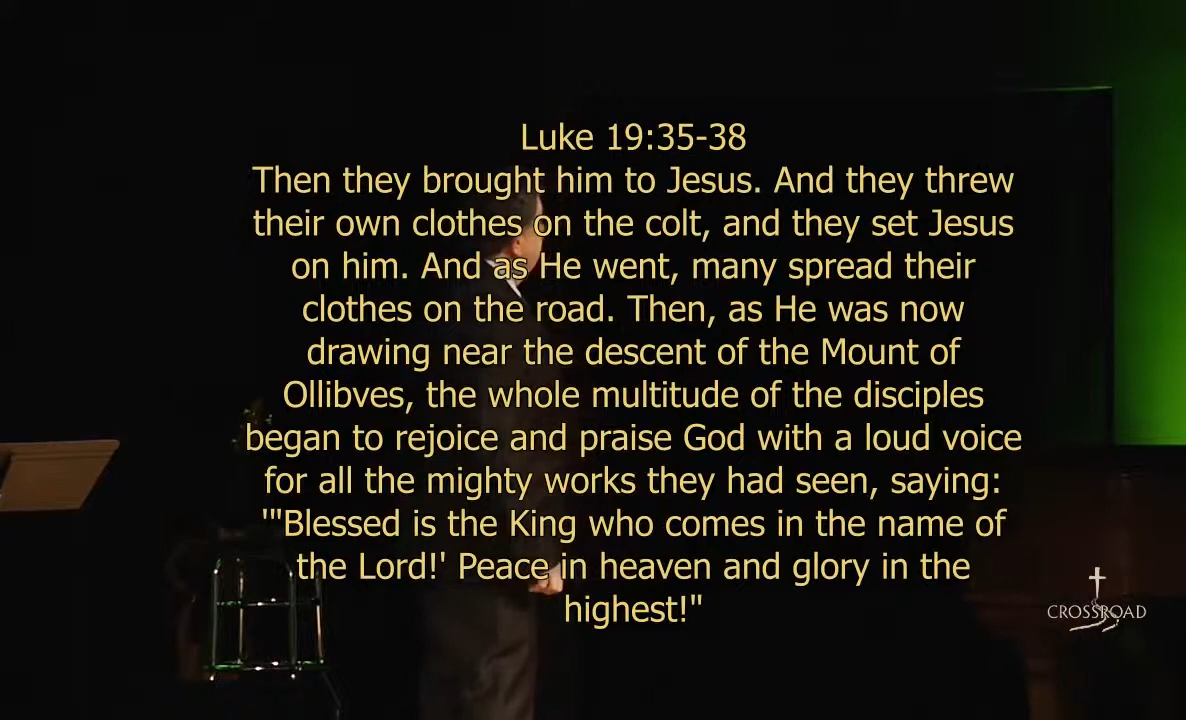 Luke 19:35-38
Then they brought him to Jesus. And they threw
their own clothes on the colt, and they set Jesus
on him. And as He went, many spread their
clothes on the road. Then, as He was now
drawing near the descent of the Mount of
Ollibves, the whole multitude of the disciples
began to rejoice and praise God with a loud voice
for all the mighty works they had seen, saying:
'"Blessed is the King who comes in the name of
the Lord!' Peace in heaven and glory in the
highest!"
CROSSROAD